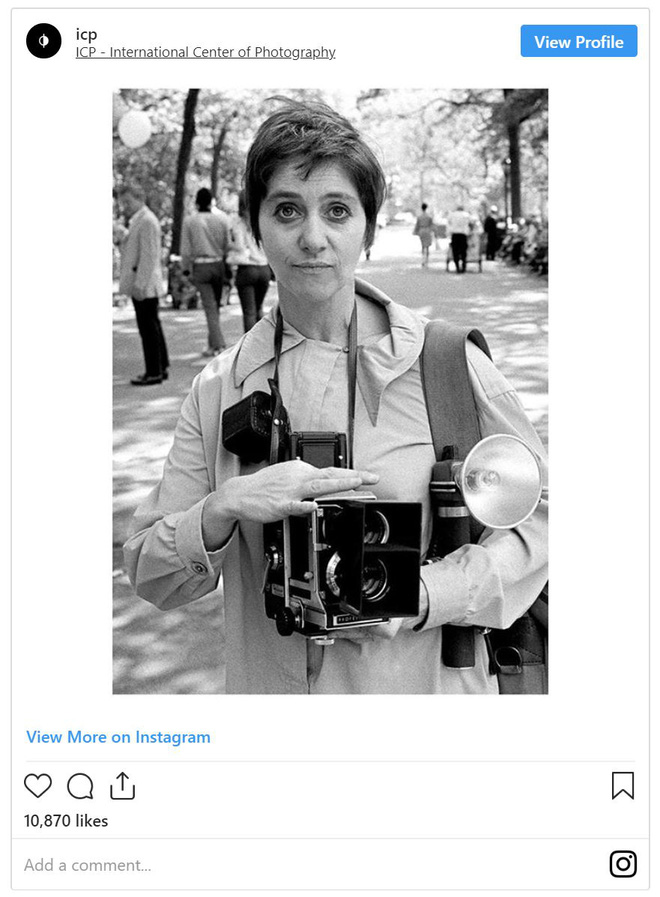 icp
ICP - International Center of Photography
View Profile
View More on Instagram
10,870 likes
Add a comment...